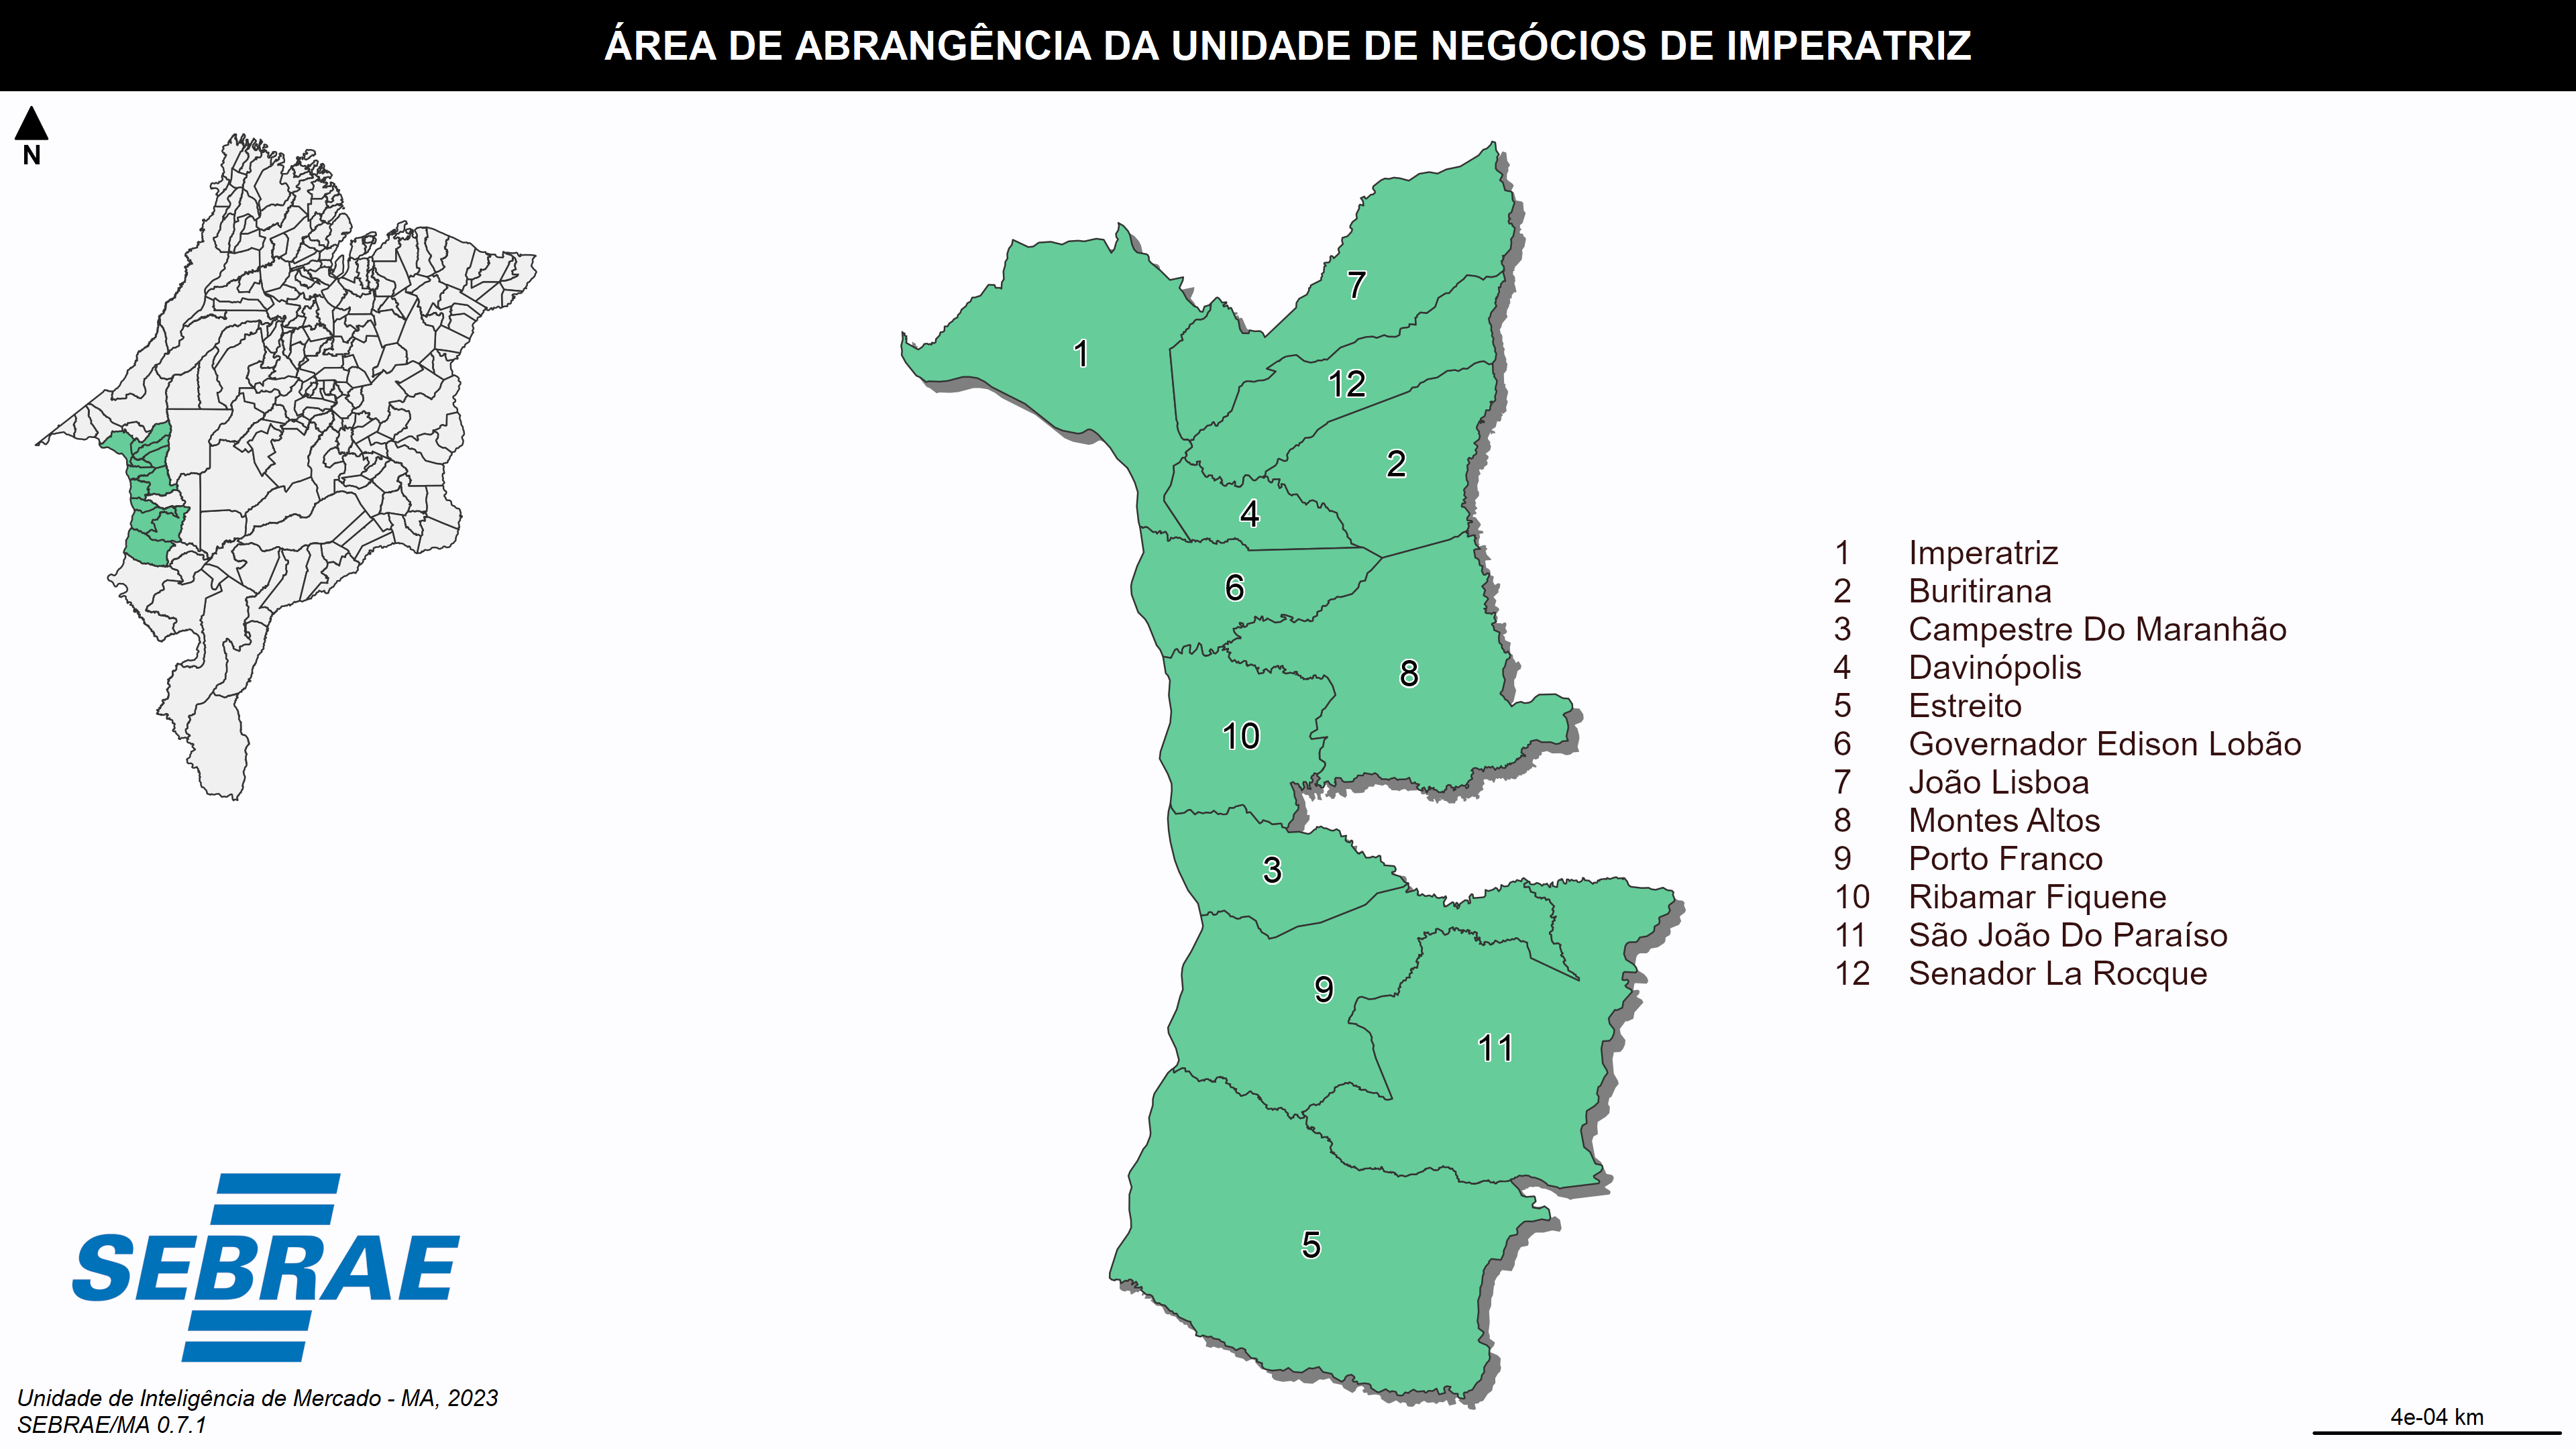 ÁREA DE ABRANGÊNCIA DA UNIDADE DE NEGÓCIOS DE IMPERATRIZ
N
7
1
12
2
4
6
8
10
3
9
11
5
1 Imperatriz
2 Buritirana
3 Campestre Do Maranhão
4 Davinópolis
5 Estreito
6 Governador Edison Lobão
7 João Lisboa
8 Montes Altos
9 Porto Franco
10 Ribamar Fiquene
11 São João Do Paraíso
12 Senador La Rocque
SEBRAE
Unidade de Inteligência de Mercado - MA, 2023
SEBRAE/MA 0.7.1
4e-04 km